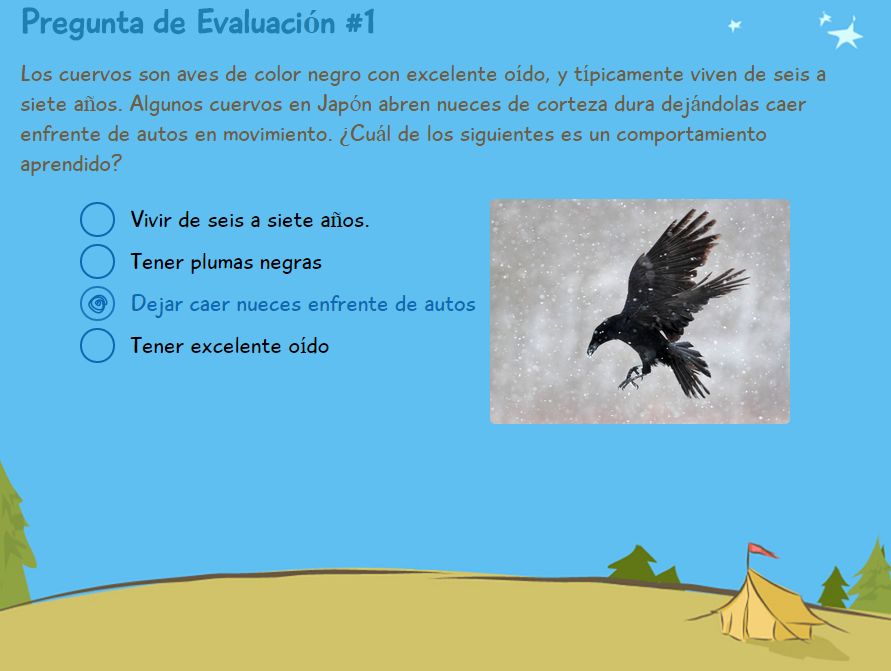 Pregunta de Evaluación #1
Los cuervos son aves de color negro con excelente oído, y típicamente viven de seis a
siete años. Algunos cuervos en Japón abren nueces de corteza dura dejándolas caer
enfrente de autos en movimiento. ¿Cuál de los siguientes es un comportamiento
aprendido?
Vivir de seis a siete años.
Tener plumas negras
Dejar caer nueces enfrente de autos
Tener excelente oído